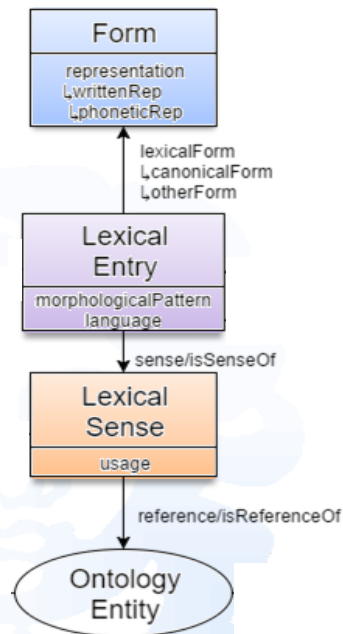 Form
representation
↳writtenRep
↳phoneticRep
lexicalForm
↳canonicalForm
↳otherForm
Lexical
Entry
morphologicalPattern
language
sense/isSenseOf
Lexical
Sense
usage
reference/isReferenceOf
Ontology
Entity